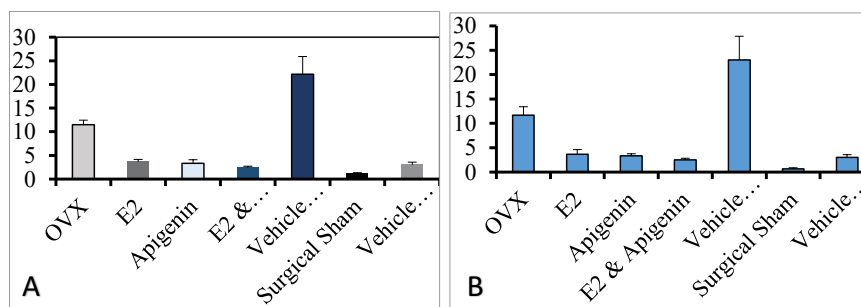 30
25
20
15
10
5
0
OVX
E2
Apigenin
E2 &...
Vehicle...
Surgical Sham
Vehicle...
A
30
25
20
15
10
5
0
OVX
E2
Apigenin
E2 & Apigenin
Vehicle...
Surgical Sham
Vehicle...
B